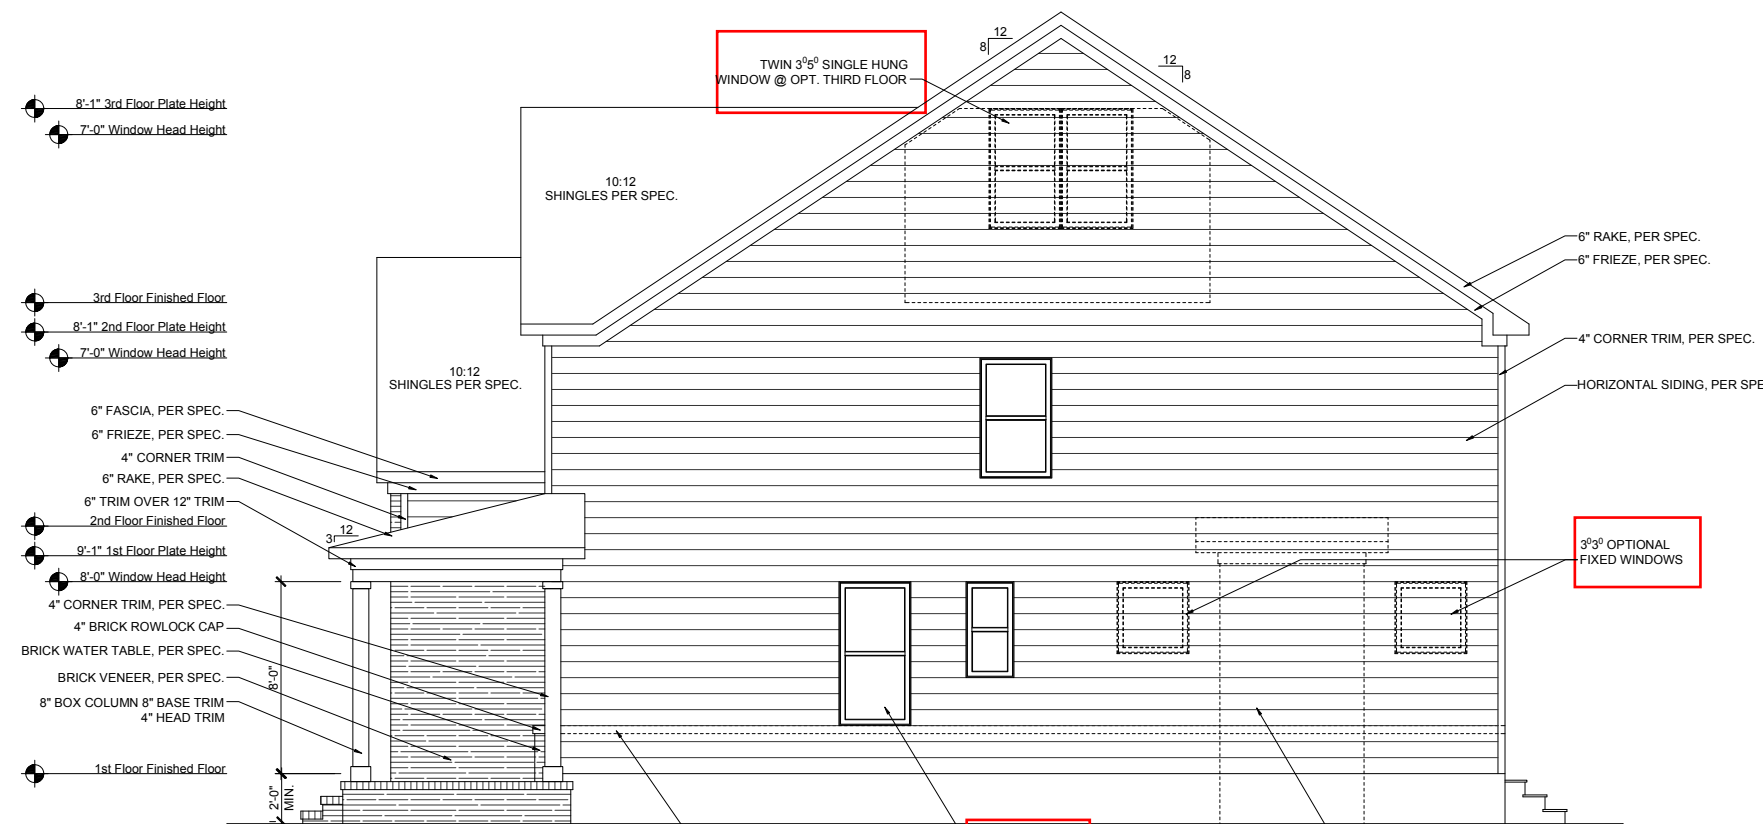 12
8
12
8
TWIN 3⁰5⁰ SINGLE HUNG
WINDOW @ OPT. THIRD FLOOR
8'-1" 3rd Floor Plate Height
7'-0" Window Head Height
10:12
SHINGLES PER SPEC.
6" RAKE, PER SPEC.
6" FRIEZE, PER SPEC.
3rd Floor Finished Floor
8'-1" 2nd Floor Plate Height
7'-0" Window Head Height
4" CORNER TRIM, PER SPEC.
10:12
SHINGLES PER SPEC.
HORIZONTAL SIDING, PER SPE
6" FASCIA, PER SPEC.
6" FRIEZE, PER SPEC.
4" CORNER TRIM
6" RAKE, PER SPEC.
6" TRIM OVER 12" TRIM
2nd Floor Finished Floor
12
3
9'-1" 1st Floor Plate Height
8'-0" Window Head Height
3⁰3⁰ OPTIONAL
FIXED WINDOWS
4" CORNER TRIM, PER SPEC.
4" BRICK ROWLOCK CAP
BRICK WATER TABLE, PER SPEC.
BRICK VENEER, PER SPEC.
8" BOX COLUMN 8" BASE TRIM
4" HEAD TRIM
8'-0"
1st Floor Finished Floor
2'-0"
MIN.